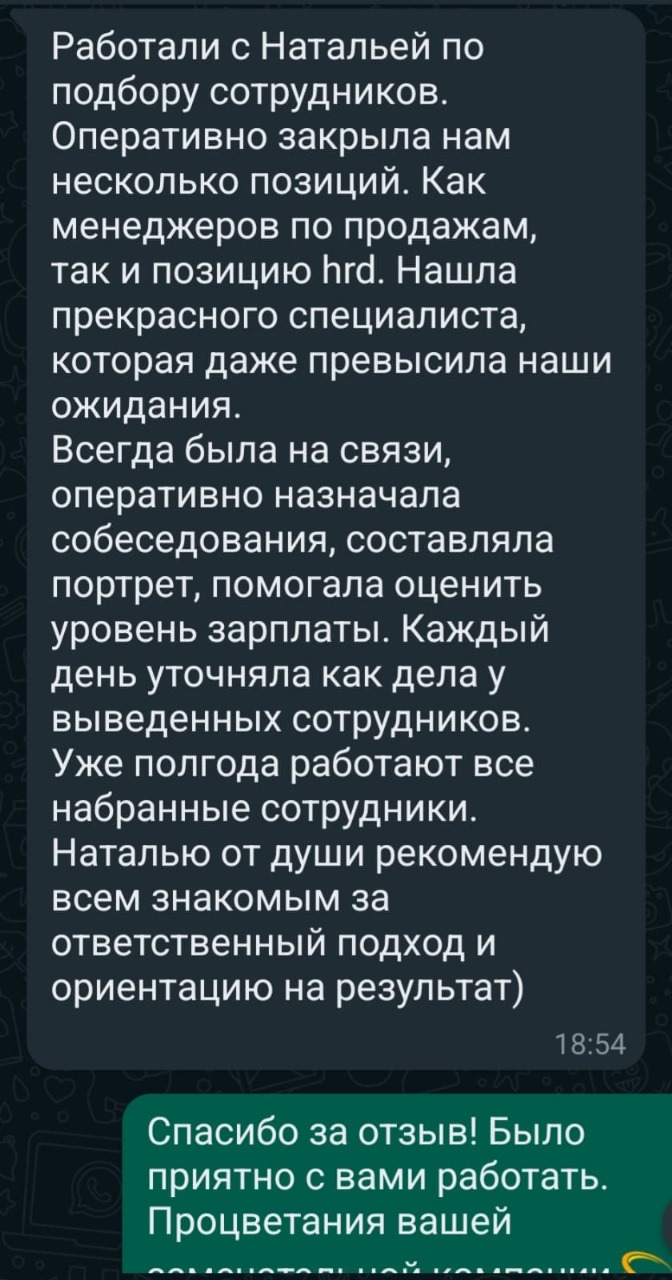 Работали с Натальей по
подбору сотрудников.
Оперативно закрыла нам
несколько позиций. Как
менеджеров по продажам,
так и позицию hrd. Нашла
прекрасного специалиста,
которая даже превысила наши
ожидания.
Всегда была на связи,
оперативно назначала
собеседования, составляла
портрет, помогала оценить
уровень зарплаты. Каждый
день уточняла как дела у
выведенных сотрудников.
Уже полгода работают все
набранные сотрудники.
Наталью от души рекомендую
всем знакомым за
ответственный подход и
ориентацию на результат)
18:54
Спасибо за отзыв! Было
приятно с вами работать.
Процветания вашей